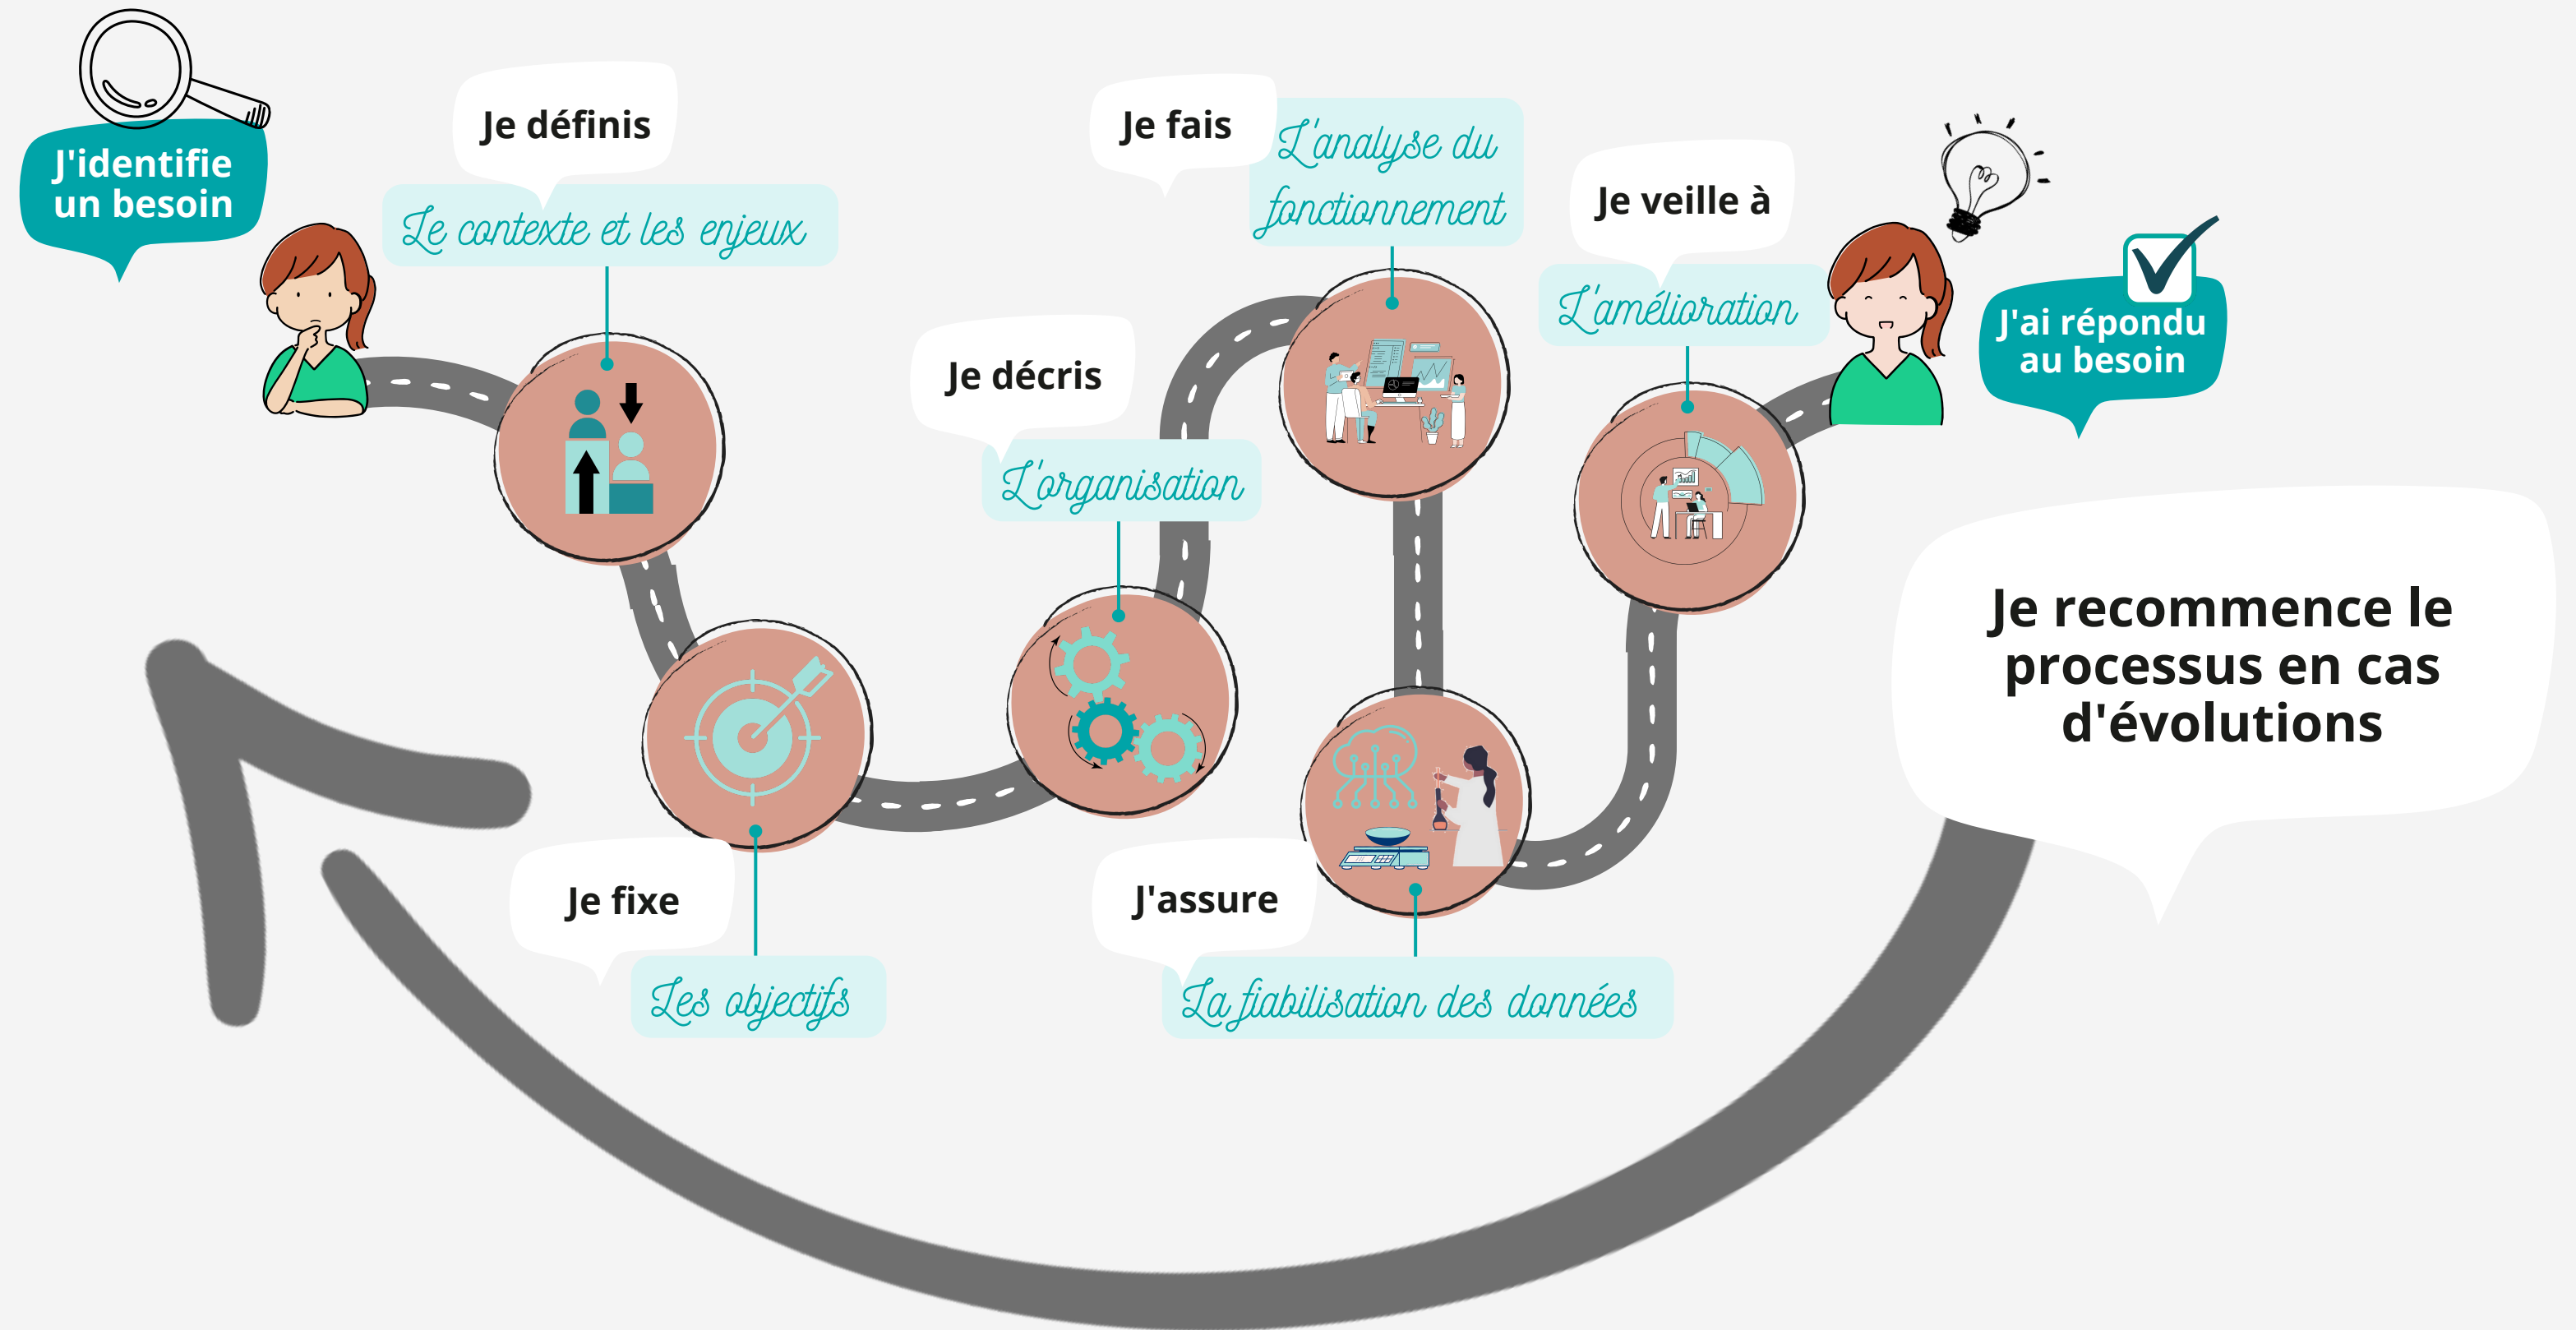 J'identifie
un besoin
Je définis
Le contexte et les enjeux
Je fixe
Les objectifs
Je décris
L'organisation
Je fais
L'analyse du
fonctionnement
J'assure
La fiabilisation des données
Je veille à
L'amélioration
J'ai répondu
au besoin
Je recommence le
processus en cas
d'évolutions